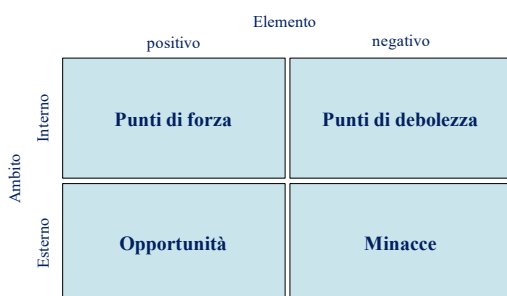 Elemento
positivo negativo
Interno
Punti di forza Punti di debolezza
Ambito
Esterno
Opportunità Minacce